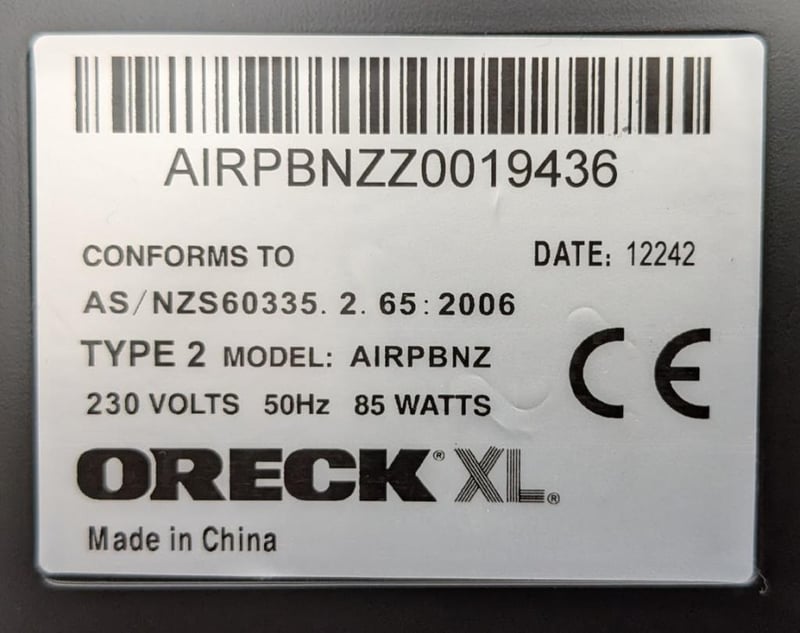 AIRPBNZZ0019436
CONFORMS TO
DATE: 12242
AS/NZS60335. 2. 65:2006
TYPE 2 MODEL: AIRPBNZ
230 VOLTS 50Hz 85 WATTS
CE
ORECK® XL®
Made in China